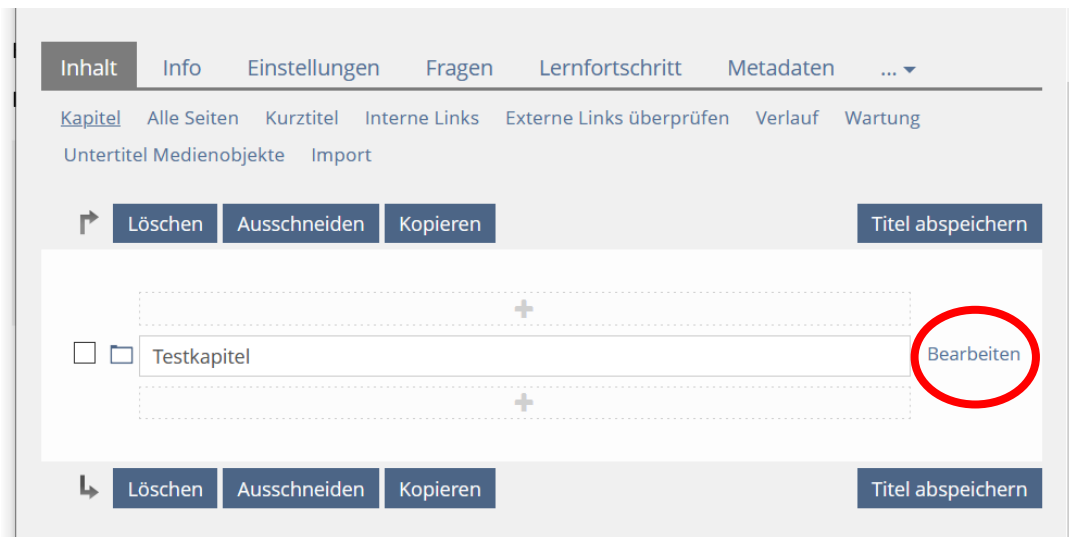 Inhalt Info Einstellungen Fragen Lernfortschritt Metadaten ...
Kapitel Alle Seiten Kurztitel Interne Links Externe Links überprüfen Verlauf Wartung
Untertitel Medienobjekte Import
Löschen Ausschneiden Kopieren Titel abspeichern
Testkapitel Bearbeiten
Löschen Ausschneiden Kopieren Titel abspeichern